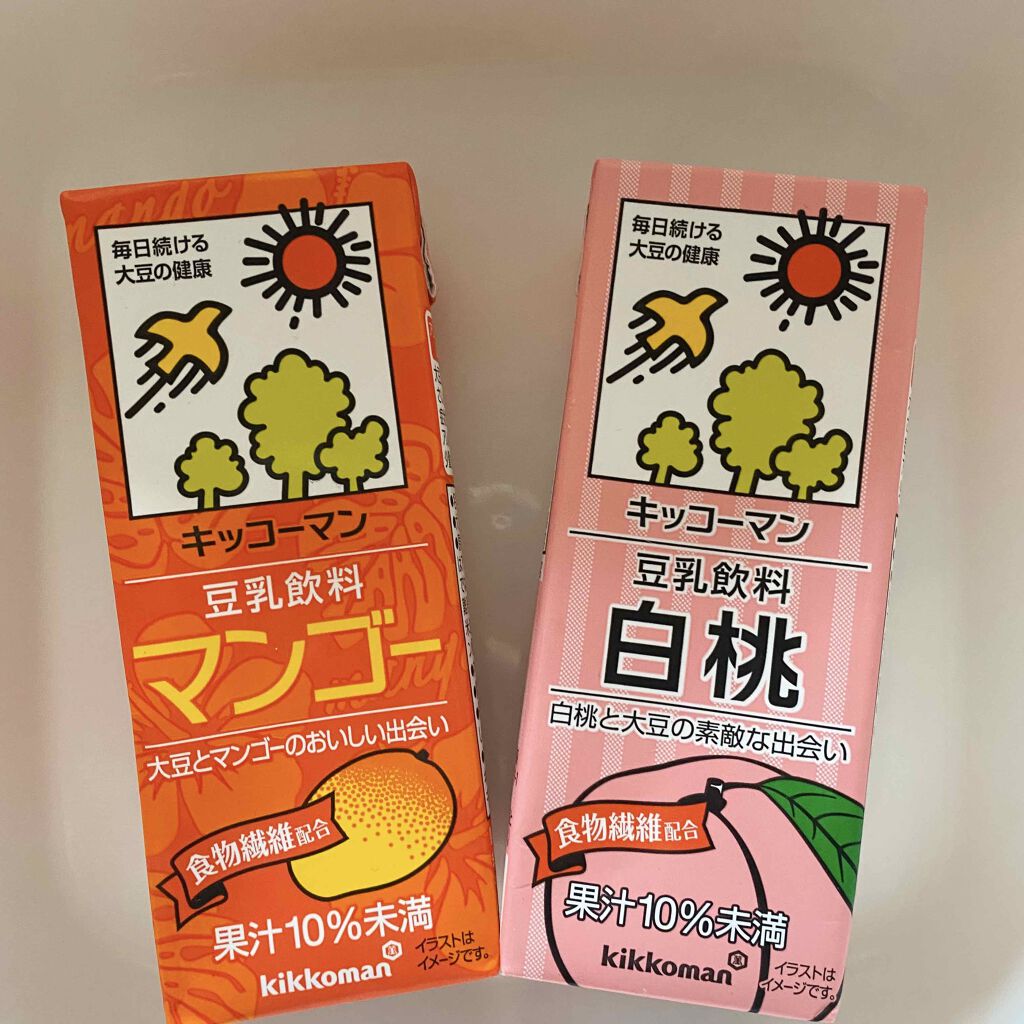 毎日続ける
大豆の健康
キッコーマン
豆乳飲料
マンゴー
大豆とマンゴーのおいしい出会い
食物繊維配合
果汁10%未満
kikkoman
イラストは
イメージです。
毎日続ける
大豆の健康
キッコーマン
豆乳飲料
白桃
白桃と大豆の素敵な出会い
食物繊維配合
果汁10%未満
kikkoman
イラストは
イメージです。